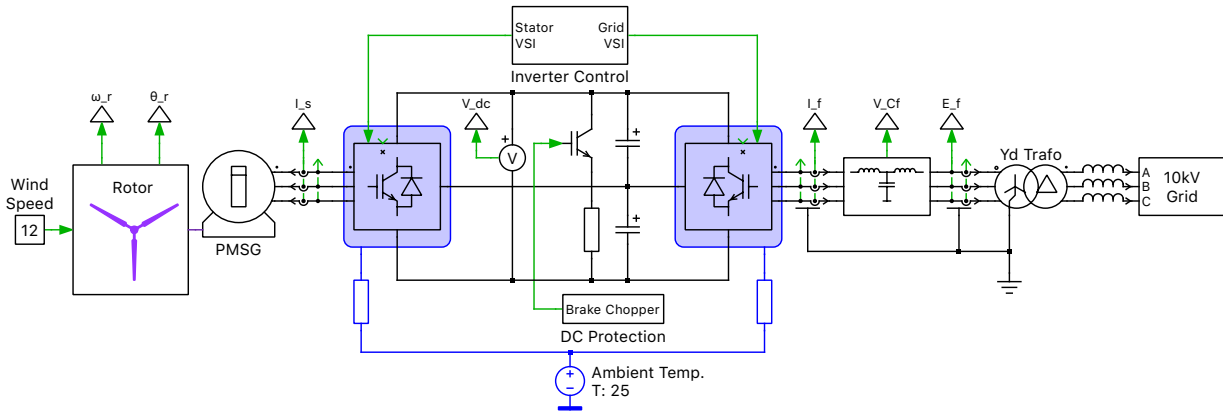 Stator
VSI
Grid
VSI
Inverter Control
ω_r
θ_r
I_s
V_dc
I_f
V_Cf
E_f
Wind
Speed
12
Rotor
PMSG
V
+
+
+
Yd Trafo
A
B
C
10kV
Grid
Brake Chopper
DC Protection
+
−
Ambient Temp.
T: 25